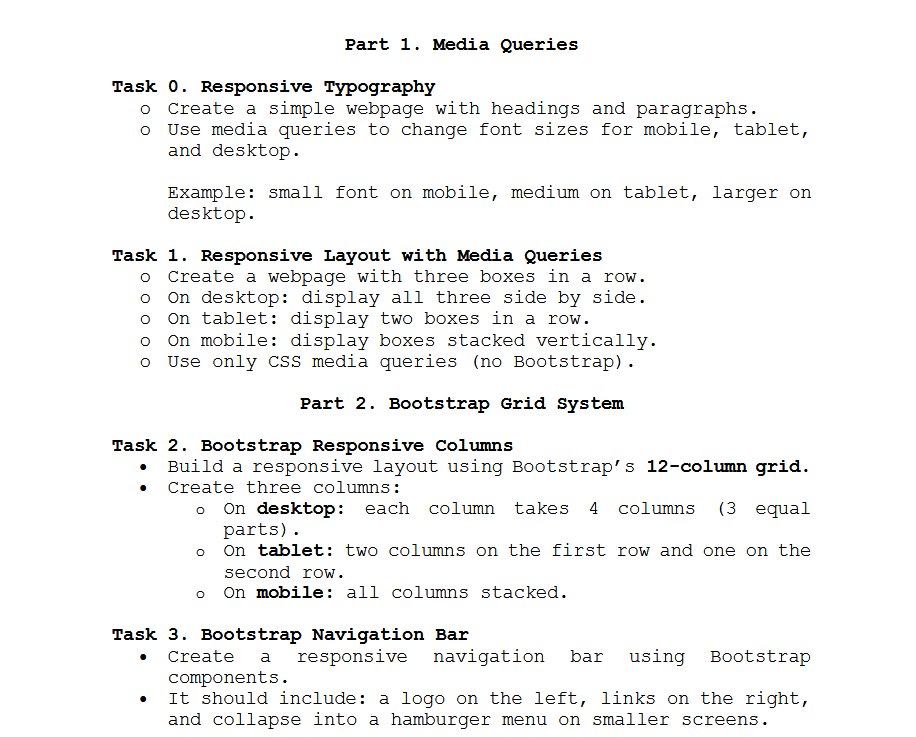 Part 1. Media Queries
Task 0. Responsive Typography
o Create a simple webpage with headings and paragraphs.
o Use media queries to change font sizes for mobile, tablet,
and desktop.
Example: small font on mobile, medium on tablet, larger on
desktop.
Task 1. Responsive Layout with Media Queries
o Create a webpage with three boxes in a row.
o On desktop: display all three side by side.
o On tablet: display two boxes in a row.
o On mobile: display boxes stacked vertically.
o Use only CSS media queries (no Bootstrap).
Part 2. Bootstrap Grid System
Task 2. Bootstrap Responsive Columns
• Build a responsive layout using Bootstrap’s 12-column grid.
• Create three columns:
o On desktop: each column takes 4 columns (3 equal
parts).
o On tablet: two columns on the first row and one on the
second row.
o On mobile: all columns stacked.
Task 3. Bootstrap Navigation Bar
• Create a responsive navigation bar using Bootstrap
components.
• It should include: a logo on the left, links on the right,
and collapse into a hamburger menu on smaller screens.